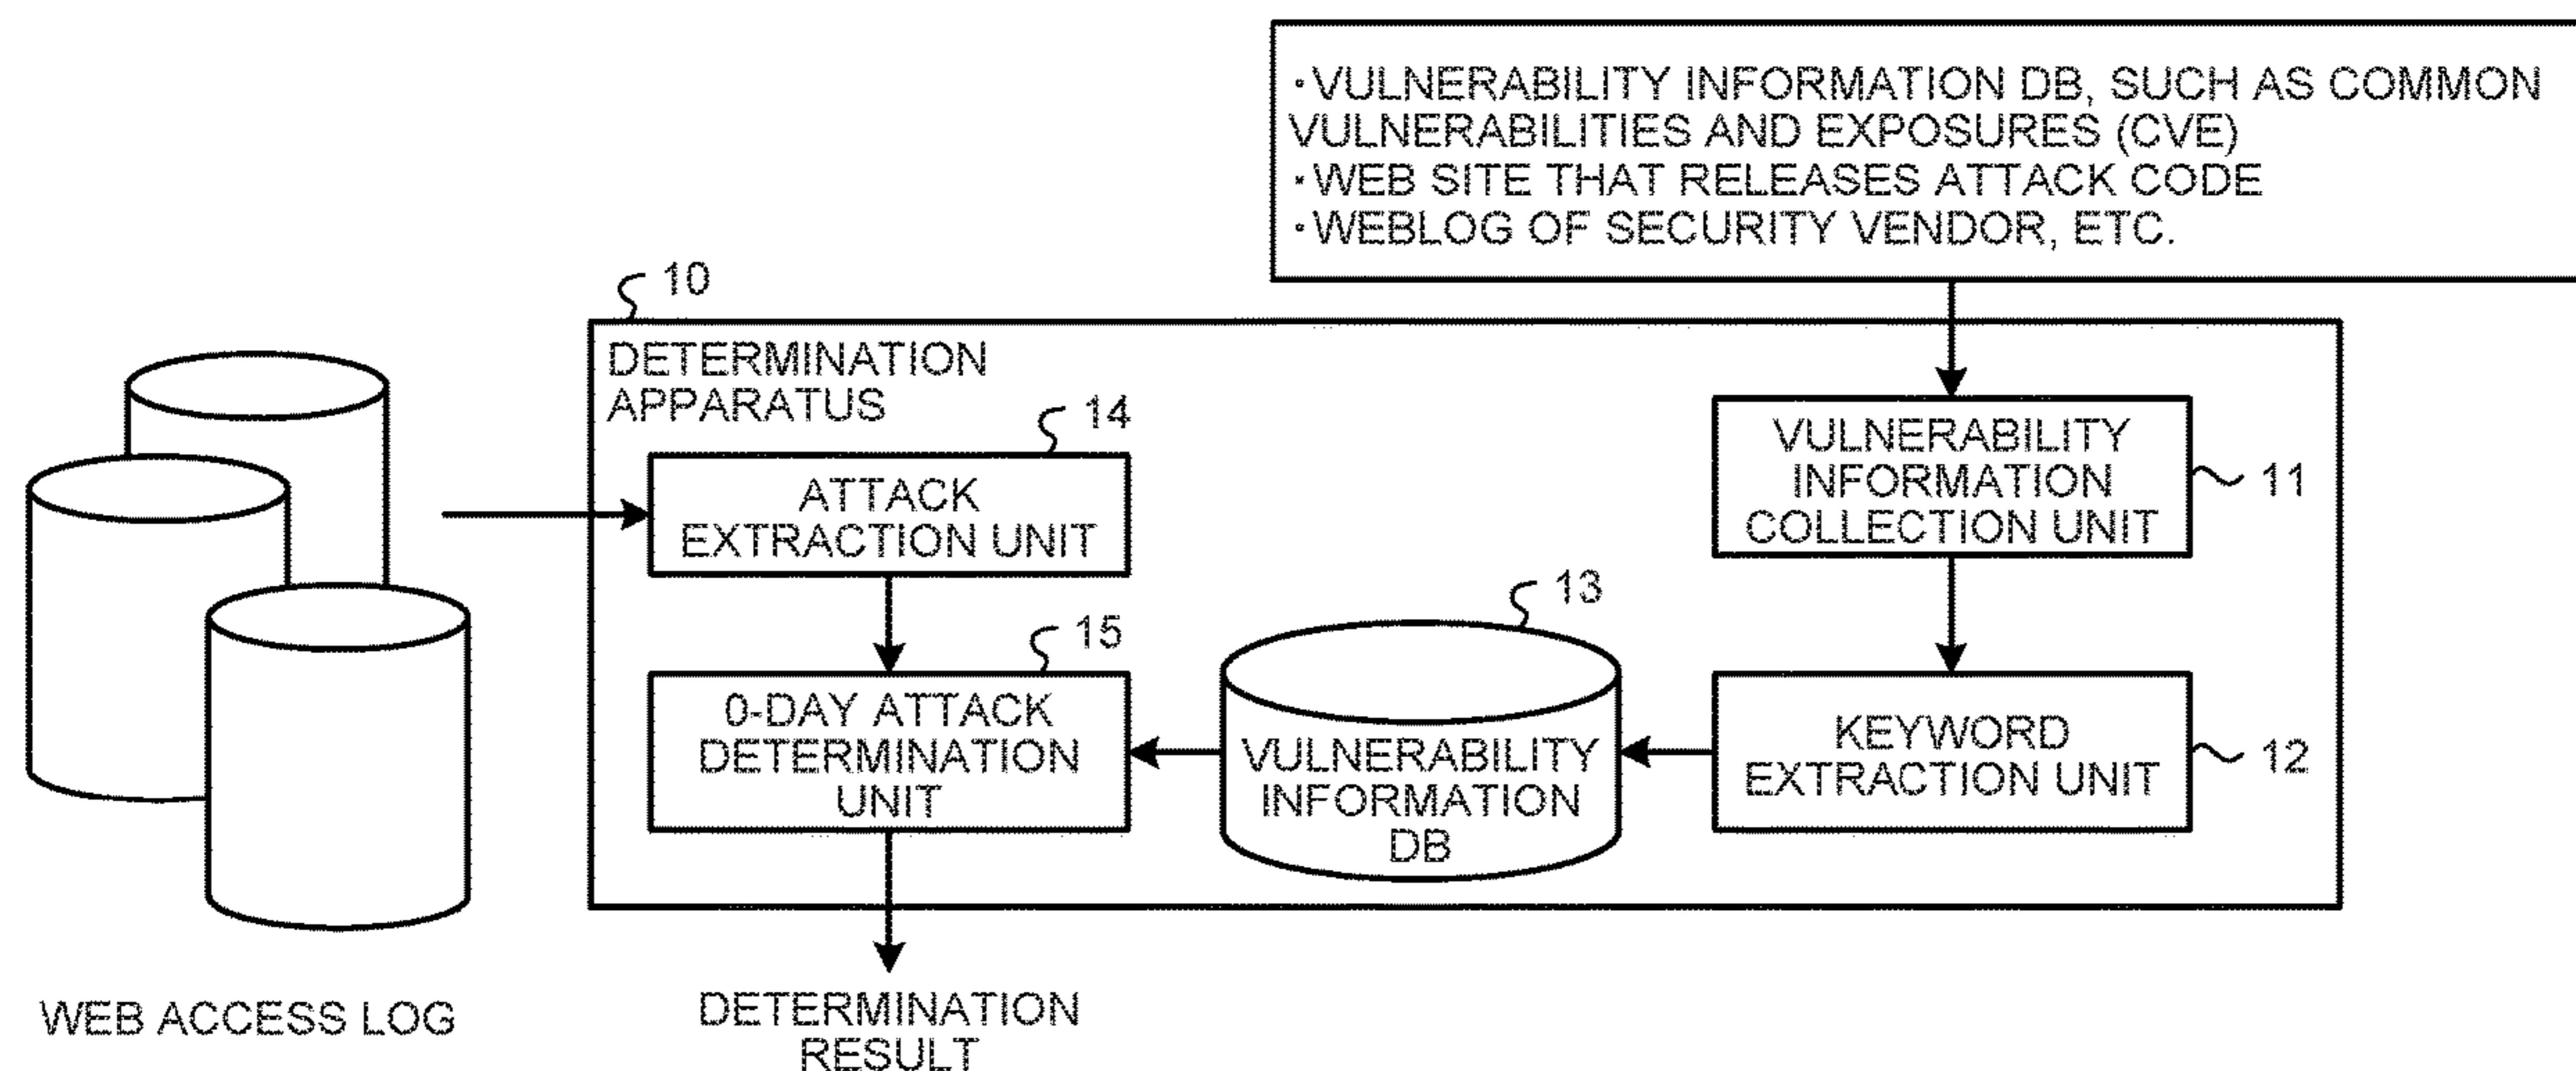 ·VULNERABILITY INFORMATION DB, SUCH AS COMMON
VULNERABILITIES AND EXPOSURES (CVE)
·WEB SITE THAT RELEASES ATTACK CODE
·WEBLOG OF SECURITY VENDOR, ETC.
10
DETERMINATION
APPARATUS
14
ATTACK
EXTRACTION UNIT
VULNERABILITY
INFORMATION
COLLECTION UNIT
11
15
0-DAY ATTACK
DETERMINATION
UNIT
13
VULNERABILITY
INFORMATION
DB
KEYWORD
EXTRACTION UNIT
12
WEB ACCESS LOG
DETERMINATION
RESULT